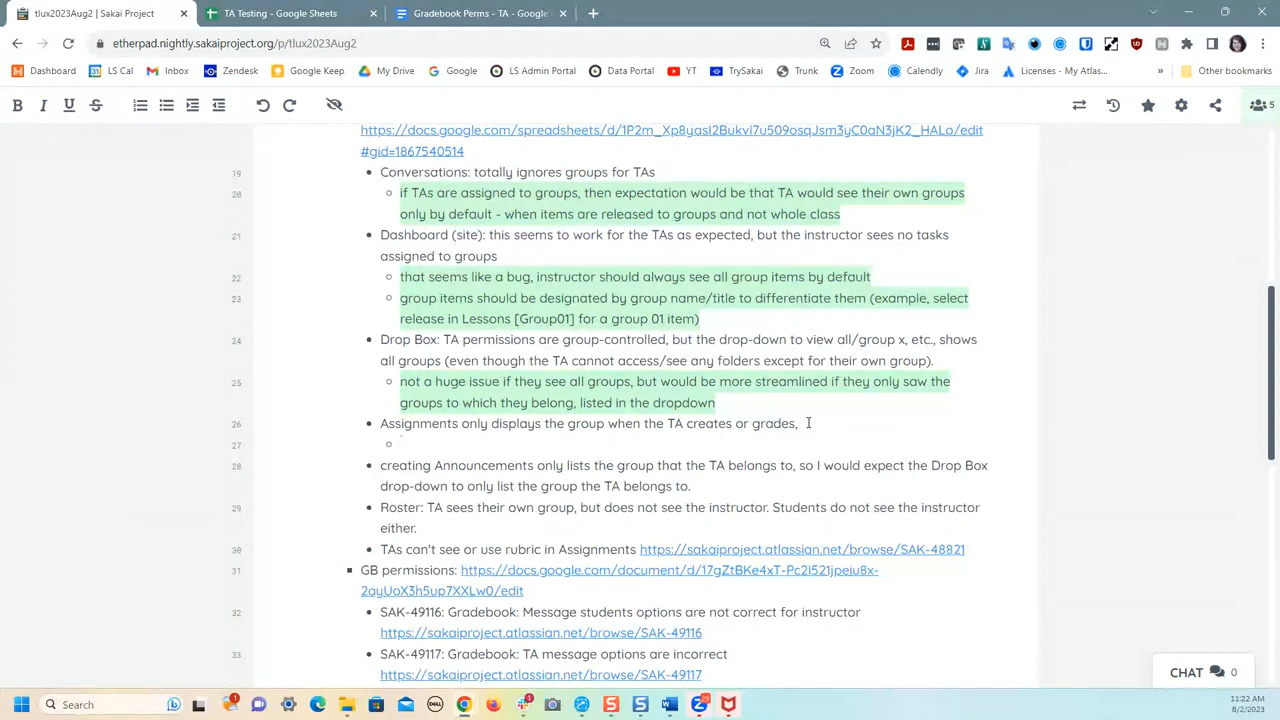 tlux2023Aug2 | Sakai Project
TA Testing - Google Sheets
Gradebook Perms - TA - Google
etherpad.nightly.sakaiproject.org/p/tlux2023Aug2
Dashboard
LS Cal
Inbox
Zendesk
Google Keep
My Drive
Google
LS Admin Portal
Data Portal
YT
TrySakai
Trunk
Zoom
Calendly
Jira
Licenses - My Atlas...
Other bookmarks
5
https://docs.google.com/spreadsheets/d/1P2m_Xp8yasI2Bukvl7u509osqJsm3yC0aN3jK2_HALo/edit
#gid=1867540514
19 Conversations: totally ignores groups for TAs
20 if TAs are assigned to groups, then expectation would be that TA would see their own groups
only by default - when items are released to groups and not whole class
21 Dashboard (site): this seems to work for the TAs as expected, but the instructor sees no tasks
assigned to groups
22 that seems like a bug, instructor should always see all group items by default
23 group items should be designated by group name/title to differentiate them (example, select
release in Lessons [Group01] for a group 01 item)
24 Drop Box: TA permissions are group-controlled, but the drop-down to view all/group x, etc., shows
all groups (even though the TA cannot access/see any folders except for their own group).
25 not a huge issue if they see all groups, but would be more streamlined if they only saw the
groups to which they belong, listed in the dropdown
26 Assignments only displays the group when the TA creates or grades,
27
28 creating Announcements only lists the group that the TA belongs to, so I would expect the Drop Box
drop-down to only list the group the TA belongs to.
29 Roster: TA sees their own group, but does not see the instructor. Students do not see the instructor
either.
30 TAs can't see or use rubric in Assignments https://sakaiproject.atlassian.net/browse/SAK-48821
31 GB permissions: https://docs.google.com/document/d/17gZtBKe4xT-Pc2I521jpeiu8x-
2ayUoX3h5up7XXLw0/edit
32 SAK-49116: Gradebook: Message students options are not correct for instructor
https://sakaiproject.atlassian.net/browse/SAK-49116
33 SAK-49117: Gradebook: TA message options are incorrect
https://sakaiproject.atlassian.net/browse/SAK-49117
CHAT 0
Search
11:22 AM
8/2/2023